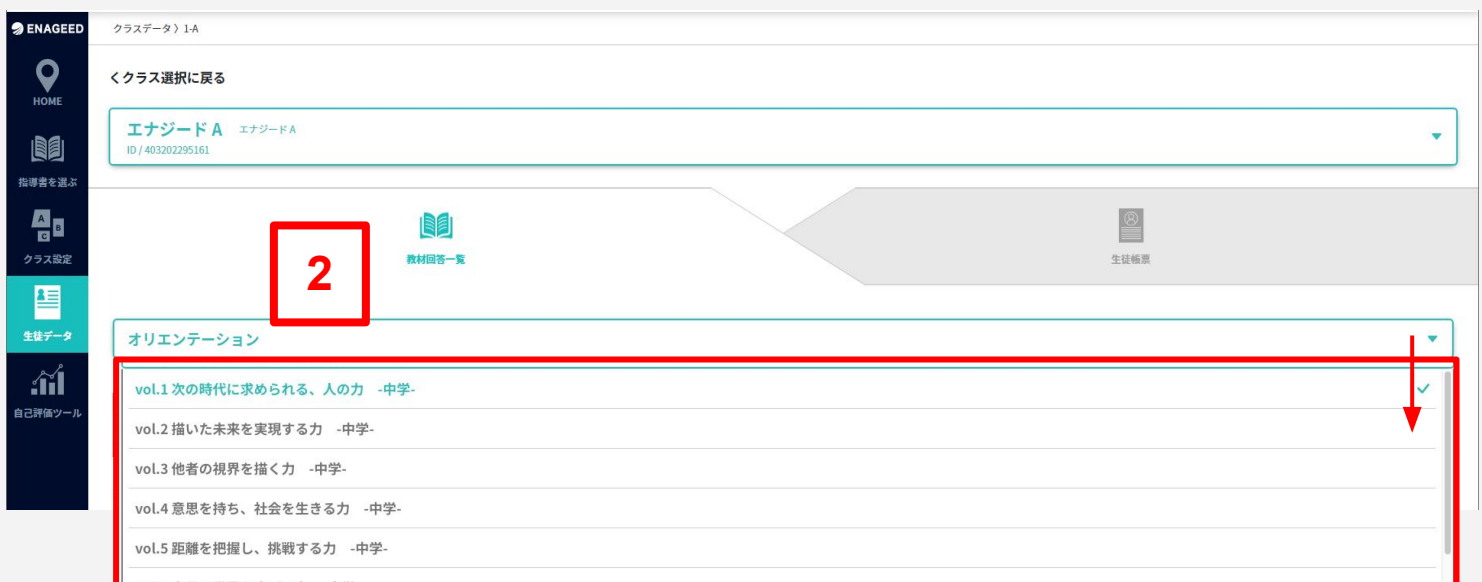 ENAGEED
クラスデータ 〉 1-A
HOME
く クラス選択に戻る
エナジード A エナジード A
ID / 403202295161
指導書を選ぶ
A
B
C
クラス設定
2
教材回答一覧
生徒帳票
生徒データ
オリエンテーション
自己評価ツール
vol.1 次の時代に求められる、人の力 -中学-
vol.2 描いた未来を実現する力 -中学-
vol.3 他者の視界を描く力 -中学-
vol.4 意思を持ち、社会を生きる力 -中学-
vol.5 距離を把握し、挑戦する力 -中学-